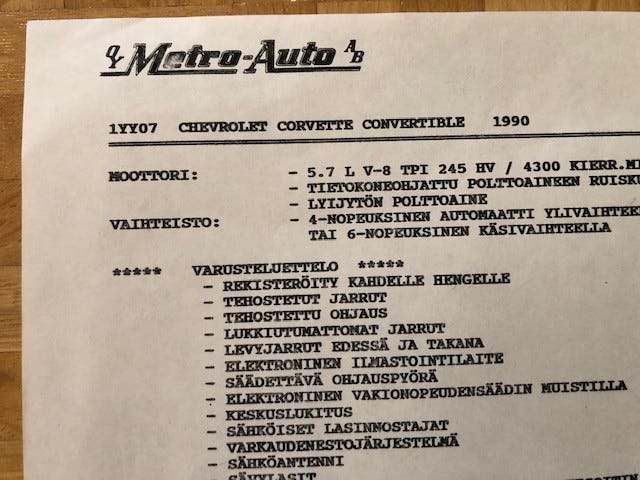 OY Metro-Auto AB
1YY07 CHEVROLET CORVETTE CONVERTIBLE 1990
MOOTTORI: - 5.7 L V-8 TPI 245 HV / 4300 KIERR.
- TIETOKONEOHJATTU POLTTOAINEEN
- LYIJYTÖN POLTTOAINE
VAIHTEISTO: - 4-NOPEUKSINEN AUTOMAATTI
TAI 6-NOPEUKSINEN KÄSIVAIHTEELLA
***** VARUSTELUETTELO *****
- REKISTERÖITY KAHDELLE HENGELLE
- TEHOSTETUT JARRUT
- TEHOSTETTU OHJAUS
- LUKKIUTUMATTOMAT JARRUT
- LEVYJARRUT EDESSÄ JA TAKANA
- ELEKTRONINEN ILMASTOINTILAITE
- SÄÄDETTÄVÄ OHJAUSPYÖRÄ
- ELEKTRONINEN VAKIONOPEUDENSÄÄDIN MUISTILLA
- KESKUSLUKITUS
- SÄHKÖISET LASINNOSTAJAT
- VARKAUDENESTOJÄRJESTELMÄ
- SÄHKÖANTENNI
- SÄVYLASIT